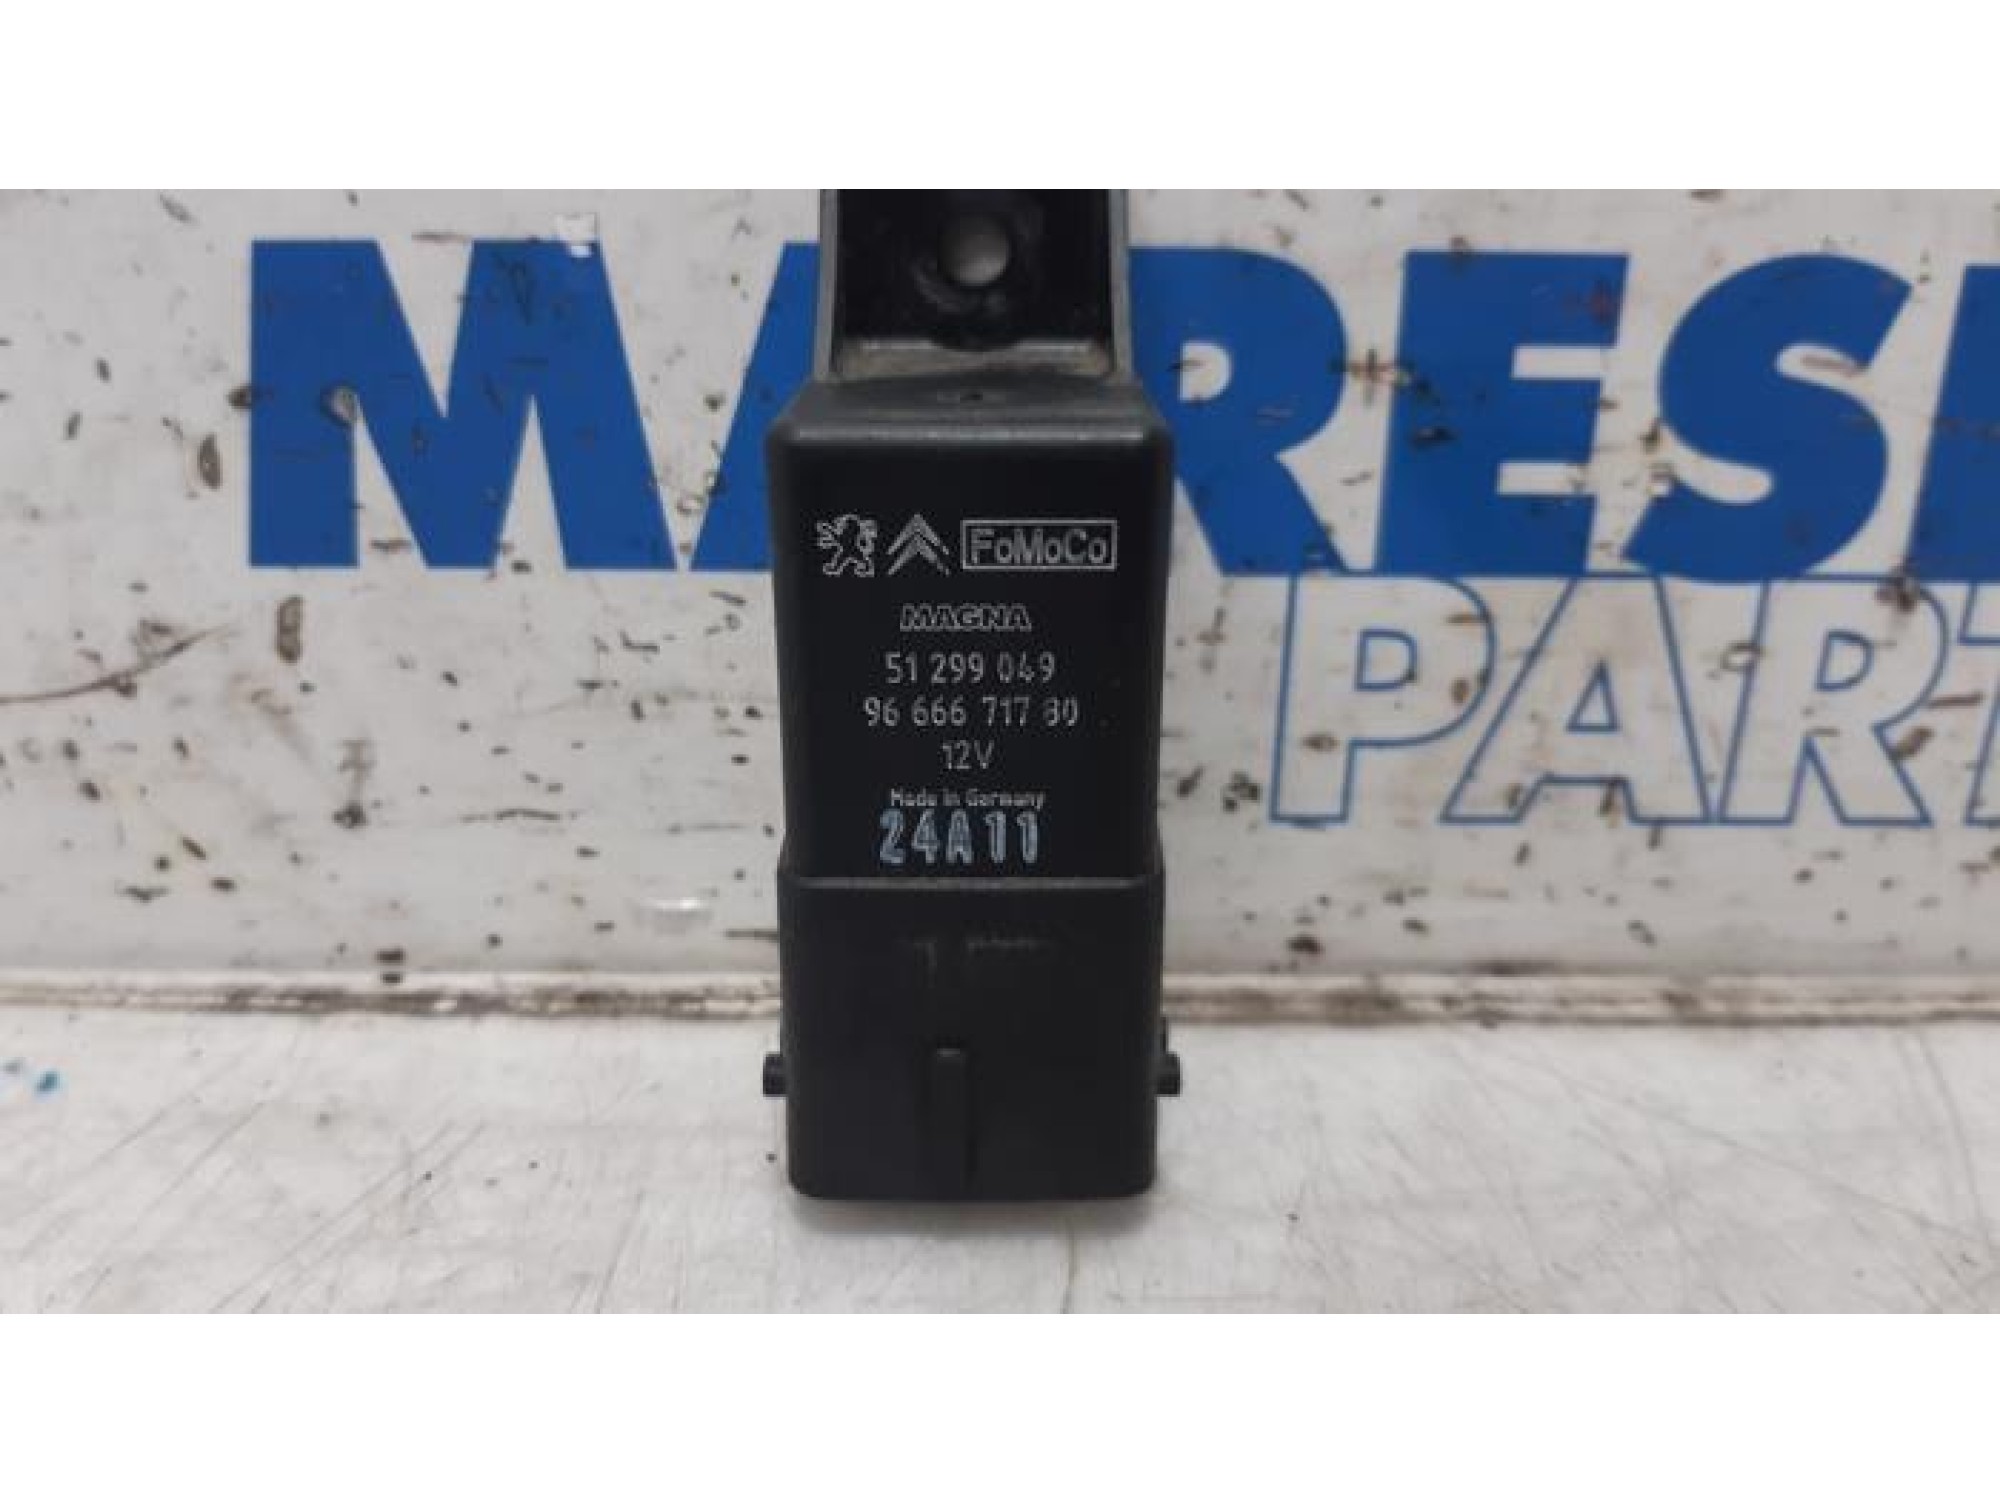 MARES
PART
FoMoCo
MAGNA
51 299 049
96 666 717 80
12V
Made in Germany
24A11